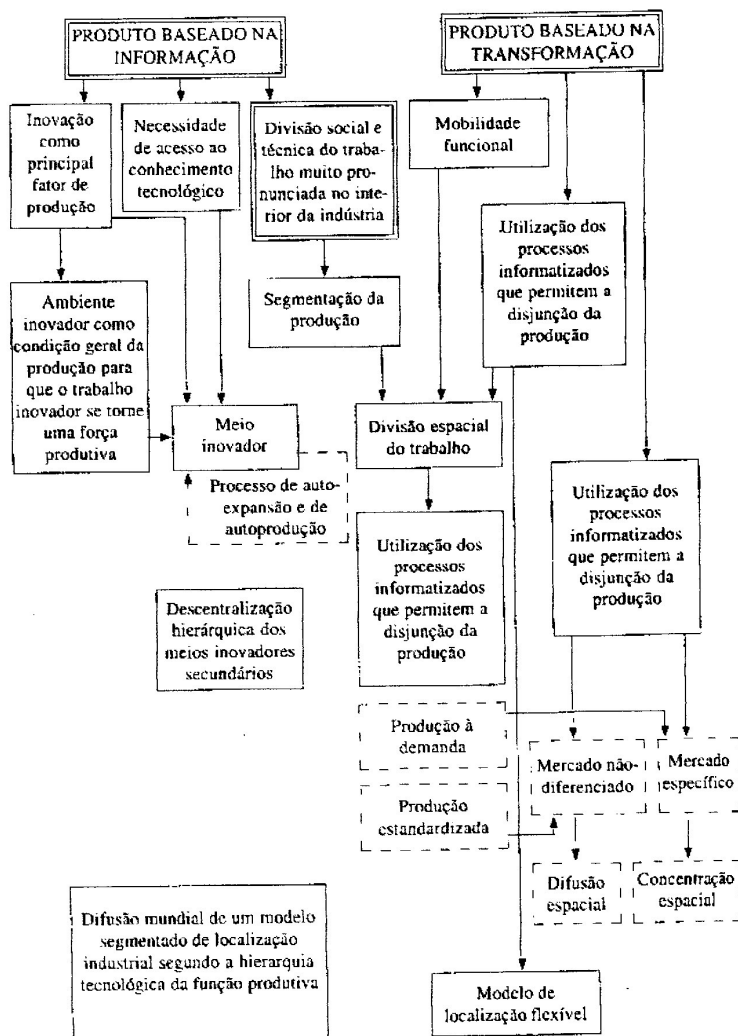 PRODUTO BASEADO NA
INFORMAÇÃO
PRODUTO BASEADO NA
TRANSFORMAÇÃO
Inovação
como
principal
fator de
produção
Necessidade
de acesso ao
conhecimento
tecnológico
Divisão social e
técnica do traba-
lho muito pro-
nunciada no inte-
rior da indústria
Mobilidade
funcional
Utilização dos
processos
informatizados
que permitem a
disjunção da
produção
Ambiente
inovador como
condição geral da
produção para
que o trabalho
inovador se torne
uma força
produtiva
Segmentação da
produção
Meio
inovador
Divisão espacial
do trabalho
Processo de auto-
expansão e de
autoprodução
Utilização dos
processos
informatizados
que permitem a
disjunção da
produção
Utilização dos
processos
informatizados
que permitem a
disjunção da
produção
Descentralização
hierárquica dos
meios inovadores
secundários
Produção à
demanda
Mercado não-
diferenciado
Mercado
específico
Produção
estandardizada
Difusão
espacial
Concentração
espacial
Difusão mundial de um modelo
segmentado de localização
industrial segundo a hierarquia
tecnológica da função produtiva
Modelo de
localização flexível